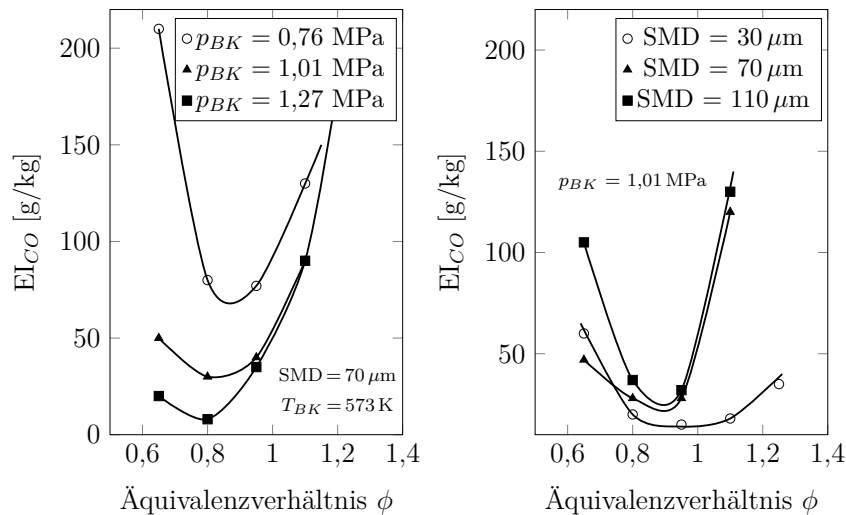 200
150
100
50
0
EI_CO [g/kg]
p_BK = 0,76 MPa
p_BK = 1,01 MPa
p_BK = 1,27 MPa
SMD = 70 μm
T_BK = 573 K
0,6 0,8 1 1,2 1,4
Äquivalenzverhältnis ϕ
200
150
100
50
EI_CO [g/kg]
SMD = 30 μm
SMD = 70 μm
SMD = 110 μm
p_BK = 1,01 MPa
0,6 0,8 1 1,2 1,4
Äquivalenzverhältnis ϕ